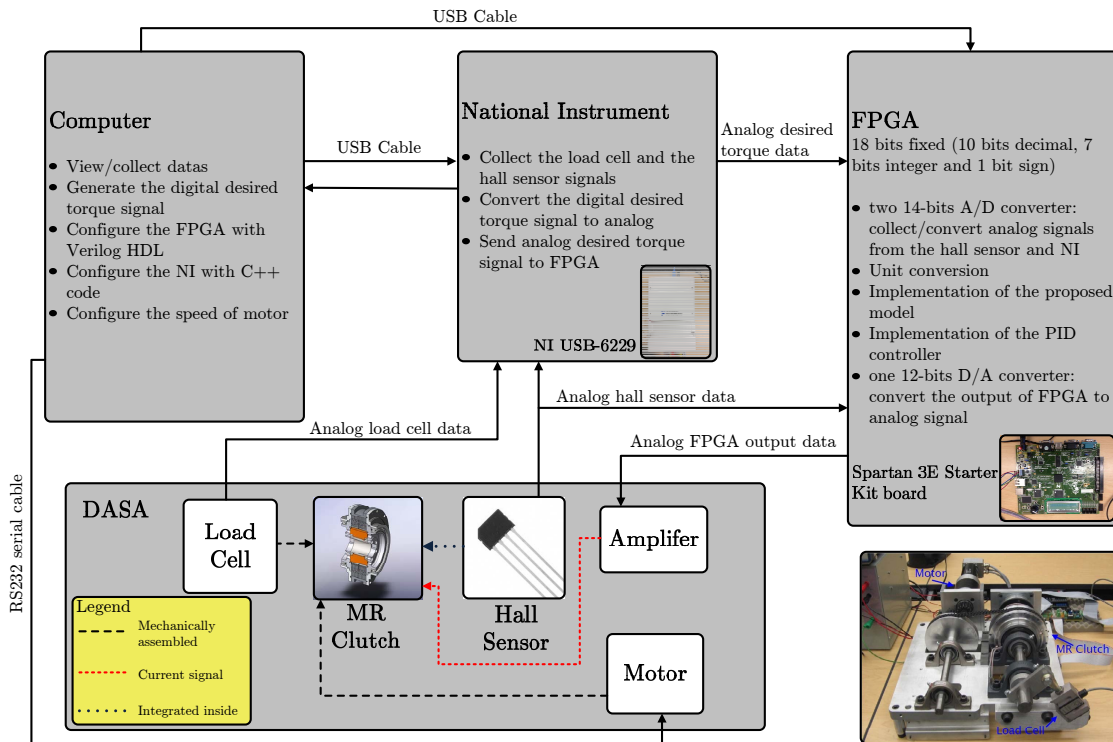 USB Cable
Computer
• View/collect datas
• Generate the digital desired
torque signal
• Configure the FPGA with
Verilog HDL
• Configure the NI with C++
code
• Configure the speed of motor
USB Cable
National Instrument
• Collect the load cell and the
hall sensor signals
• Convert the digital desired
torque signal to analog
• Send analog desired torque
signal to FPGA
NI USB-6229
Analog desired
torque data
FPGA
18 bits fixed (10 bits decimal, 7
bits integer and 1 bit sign)
• two 14-bits A/D converter:
collect/convert analog signals
from the hall sensor and NI
• Unit conversion
• Implementation of the proposed
model
• Implementation of the PID
controller
• one 12-bits D/A converter:
convert the output of FPGA to
analog signal
Spartan 3E Starter
Kit board
Analog hall sensor data
Analog load cell data
Analog FPGA output data
RS232 serial cable
DASA
Load
Cell
MR
Clutch
Hall
Sensor
Amplifer
Motor
Legend
Mechanically
assembled
Current signal
Integrated inside
Motor
MR Clutch
Load Cell